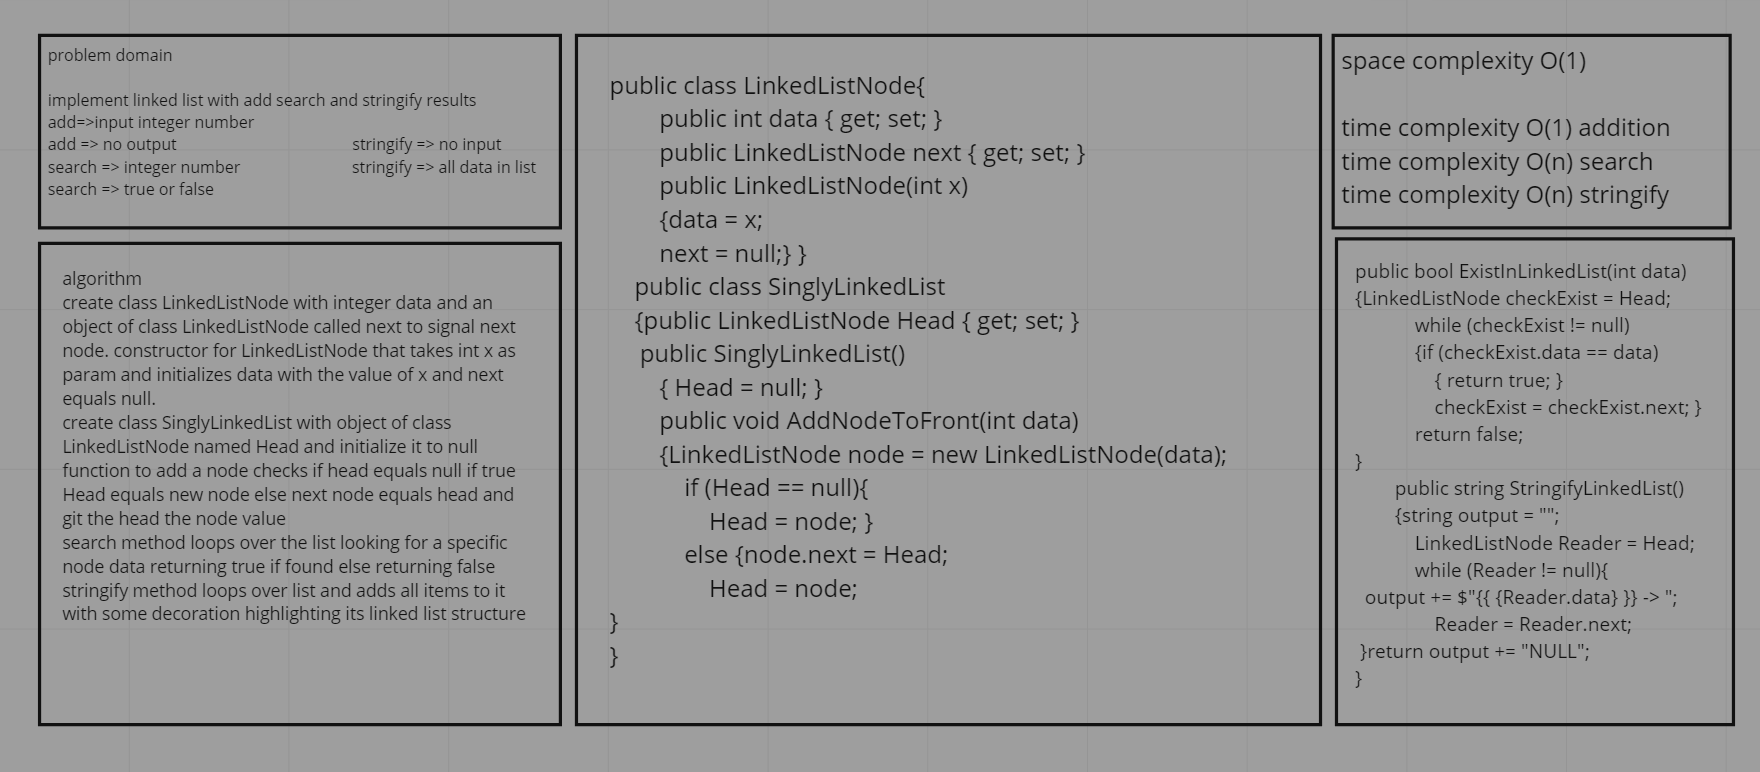 problem domain
implement linked list with add search and stringify results
add=>input integer number
add => no output
stringify => no input
search => integer number
stringify => all data in list
search => true or false
algorithm
create class LinkedListNode with integer data and an
object of class LinkedListNode called next to signal next
node. constructor for LinkedListNode that takes int x as
param and initializes data with the value of x and next
equals null.
create class SinglyLinkedList with object of class
LinkedListNode named Head and initialize it to null
function to add a node checks if head equals null if true
Head equals new node else next node equals head and
git the head the node value
search method loops over the list looking for a specific
node data returning true if found else returning false
stringify method loops over list and adds all items to it
with some decoration highlighting its linked list structure
public class LinkedListNode{
public int data { get; set; }
public LinkedListNode next { get; set; }
public LinkedListNode(int x)
{data = x;
next = null;} }
public class SinglyLinkedList
{public LinkedListNode Head { get; set; }
public SinglyLinkedList()
{ Head = null; }
public void AddNodeToFront(int data)
{LinkedListNode node = new LinkedListNode(data);
if (Head == null){
Head = node; }
else {node.next = Head;
Head = node;
}
}
space complexity O(1)
time complexity O(1) addition
time complexity O(n) search
time complexity O(n) stringify
public bool ExistInLinkedList(int data)
{LinkedListNode checkExist = Head;
while (checkExist != null)
{if (checkExist.data == data)
{ return true; }
checkExist = checkExist.next; }
return false;
}
public string StringifyLinkedList()
{string output = "";
LinkedListNode Reader = Head;
while (Reader != null){
output += $"{{ {Reader.data} }} -> ";
Reader = Reader.next;
}return output += "NULL";
}